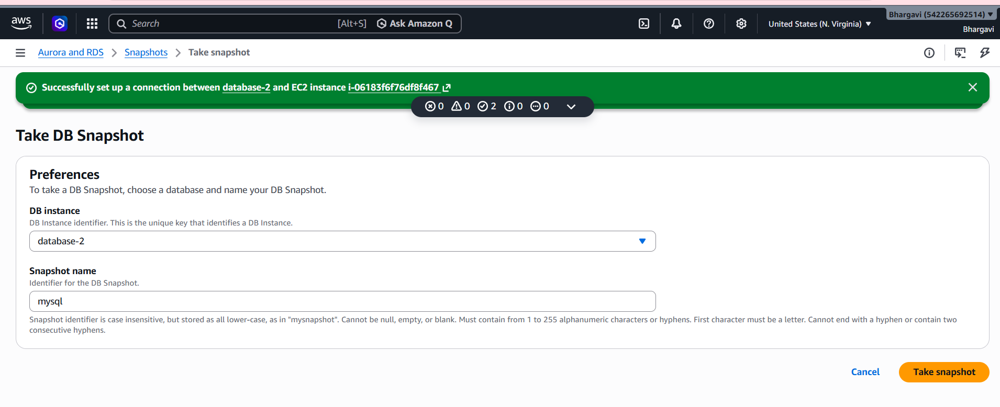 aws
Search [Alt+S] Ask Amazon Q
United States (N. Virginia) ▼
Bhargavi (542265692514) ▼
Bhargavi
Aurora and RDS > Snapshots > Take snapshot
Successfully set up a connection between database-2 and EC2 instance i-06183f6f76df8f467
0 0 2 0 0
Take DB Snapshot
Preferences
To take a DB Snapshot, choose a database and name your DB Snapshot.
DB instance
DB Instance identifier. This is the unique key that identifies a DB Instance.
database-2
Snapshot name
Identifier for the DB Snapshot.
mysql
Snapshot identifier is case insensitive, but stored as all lower-case, as in "mysnapshot". Cannot be null, empty, or blank. Must contain from 1 to 255 alphanumeric characters or hyphens. First character must be a letter. Cannot end with a hyphen or contain two
consecutive hyphens.
Cancel Take snapshot